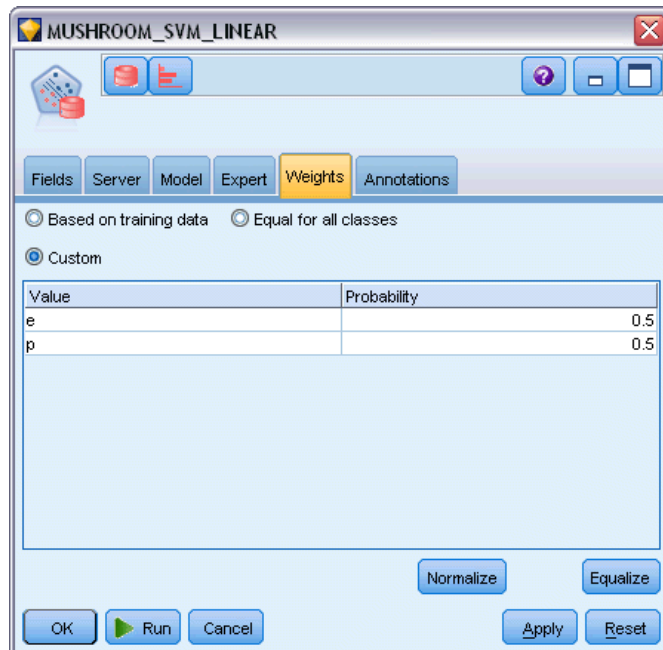 MUSHROOM_SVM_LINEAR
Fields Server Model Expert Weights Annotations
Based on training data Equal for all classes
Custom
Value Probability
e 0.5
p 0.5
Normalize Equalize
OK Run Cancel Apply Reset